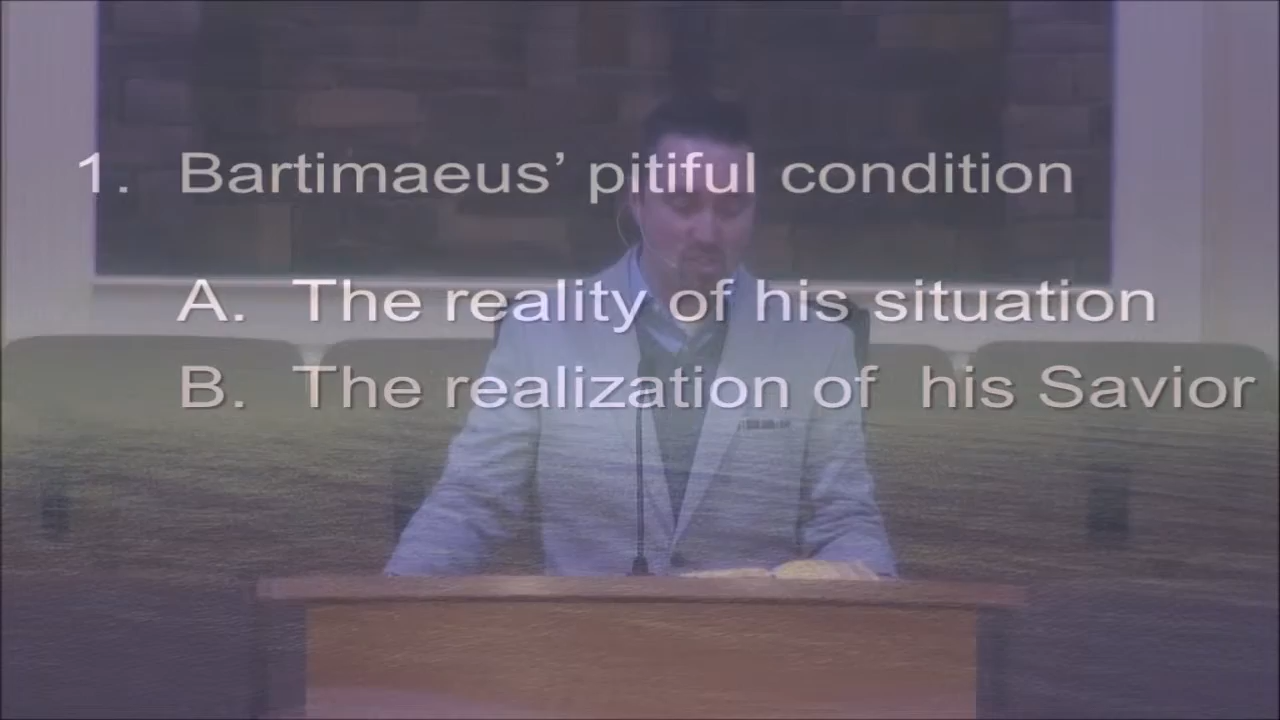 1. Bartimaeus’ pitiful condition
A. The reality of his situation
B. The realization of his Savior